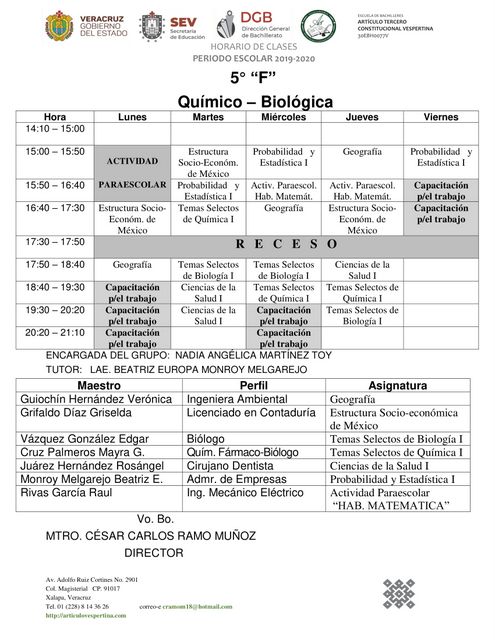 VERACRUZ
GOBIERNO
DEL ESTADO
SEV
Secretaría
de Educación
DGB
Dirección General
de Bachillerato
ESCUELA DE BACHILLERES
ARTÍCULO TERCERO
CONSTITUCIONAL VESPERTINA
30EBH0077V
HORARIO DE CLASES
PERIODO ESCOLAR 2019-2020
5° “F”
Químico – Biológica
Hora Lunes Martes Miércoles Jueves Viernes
14:10 – 15:00
15:00 – 15:50 ACTIVIDAD Estructura Socio-Económ. de México Probabilidad y Estadística I Geografía Probabilidad y Estadística I
15:50 – 16:40 PARAESCOLAR Probabilidad y Estadística I Activ. Paraescol. Hab. Matemát. Activ. Paraescol. Hab. Matemát. Capacitación p/el trabajo
16:40 – 17:30 Estructura Socio-Económ. de México Temas Selectos de Química I Geografía Estructura Socio-Económ. de México Capacitación p/el trabajo
17:30 – 17:50 R E C E S O
17:50 – 18:40 Geografía Temas Selectos de Biología I Temas Selectos de Biología I Ciencias de la Salud I
18:40 – 19:30 Capacitación p/el trabajo Ciencias de la Salud I Temas Selectos de Química I Temas Selectos de Química I
19:30 – 20:20 Capacitación p/el trabajo Ciencias de la Salud I Capacitación p/el trabajo Temas Selectos de Biología I
20:20 – 21:10 Capacitación p/el trabajo Capacitación p/el trabajo
ENCARGADA DEL GRUPO: NADIA ANGÉLICA MARTÍNEZ TOY
TUTOR: LAE. BEATRIZ EUROPA MONROY MELGAREJO
Maestro Perfil Asignatura
Guiochín Hernández Verónica Ingeniera Ambiental Geografía
Grifaldo Díaz Griselda Licenciado en Contaduría Estructura Socio-económica de México
Vázquez González Edgar Biólogo Temas Selectos de Biología I
Cruz Palmeros Mayra G. Quím. Fármaco-Biólogo Temas Selectos de Química I
Juárez Hernández Rosángel Cirujano Dentista Ciencias de la Salud I
Monroy Melgarejo Beatriz E. Admr. de Empresas Probabilidad y Estadística I
Rivas García Raul Ing. Mecánico Eléctrico Actividad Paraescolar “HAB. MATEMATICA”
Vo. Bo.
MTRO. CÉSAR CARLOS RAMO MUÑOZ
DIRECTOR
Av. Adolfo Ruiz Cortines No. 2901
Col. Magisterial CP. 91017
Xalapa, Veracruz
Tel. 01 (228) 8 14 36 26 correo-e cramom18@hotmail.com
http://articulovespertina.com